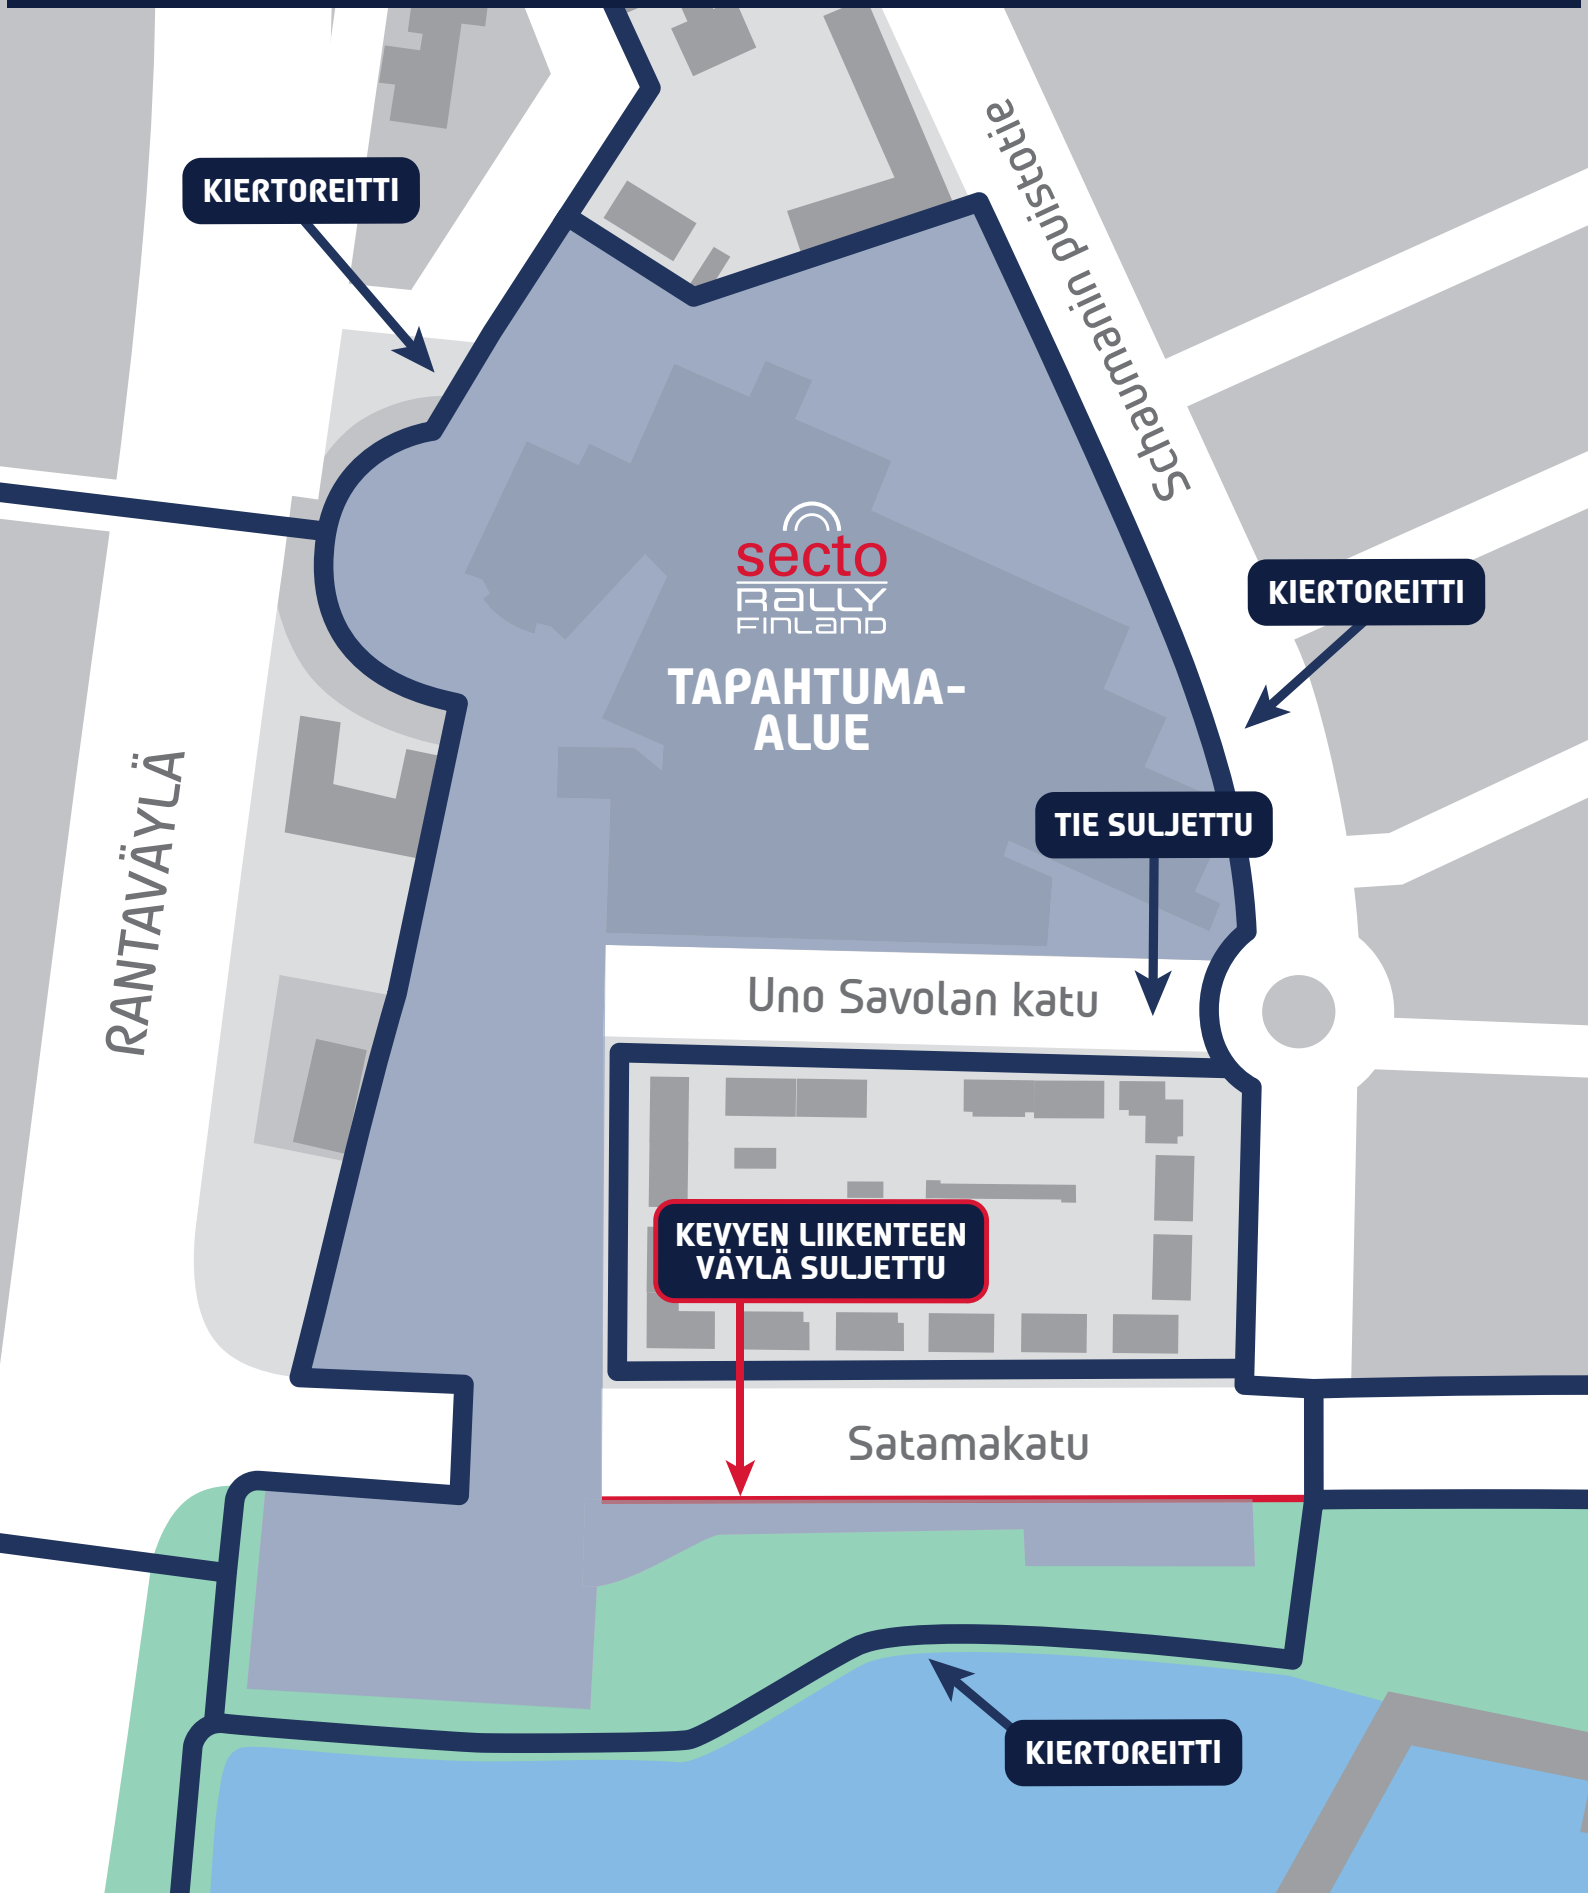 Schaumanin puistotie
KIERTOREITTI
secto
RALLY
FINLAND
KIERTOREITTI
TAPAHTUMA-
ALUE
RANTAVÄYLÄ
TIE SULJETTU
Uno Savolan katu
KEVYEN LIIKENTEEN
VÄYLÄ SULJETTU
Satamakatu
KIERTOREITTI